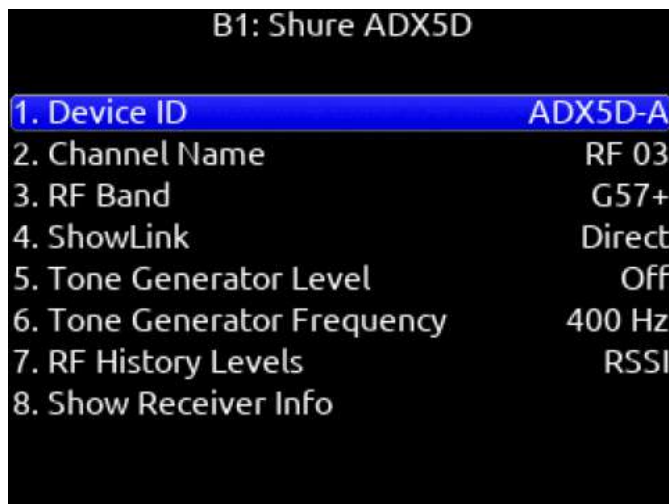 B1: Shure ADX5D
1. Device ID ADX5D-A
2. Channel Name RF 03
3. RF Band G57+
4. ShowLink Direct
5. Tone Generator Level Off
6. Tone Generator Frequency 400 Hz
7. RF History Levels RSSI
8. Show Receiver Info